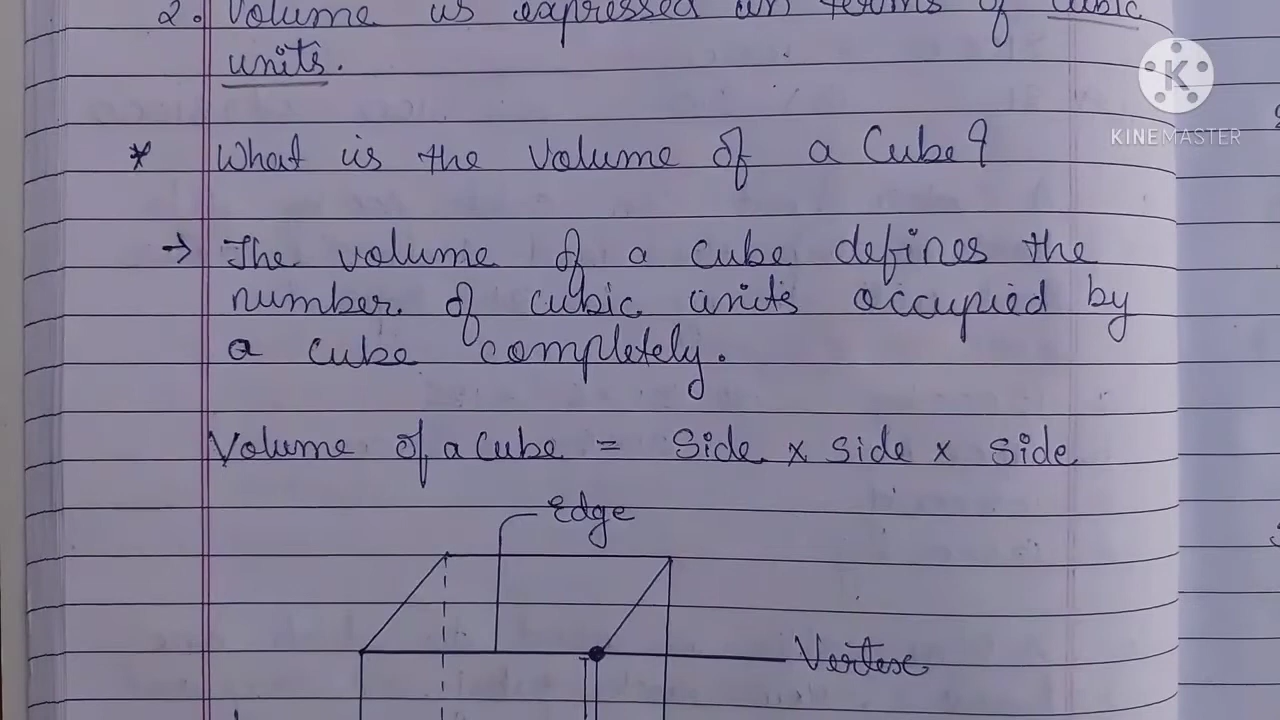 2. Volume is expressed in terms of cubic
units.
K
KINEMASTER
* What is the Volume of a Cube?
→ The volume of a cube defines the
number of cubic units occupied by
a cube completely.
Volume of a Cube = Side x side x side
Edge
Vertex